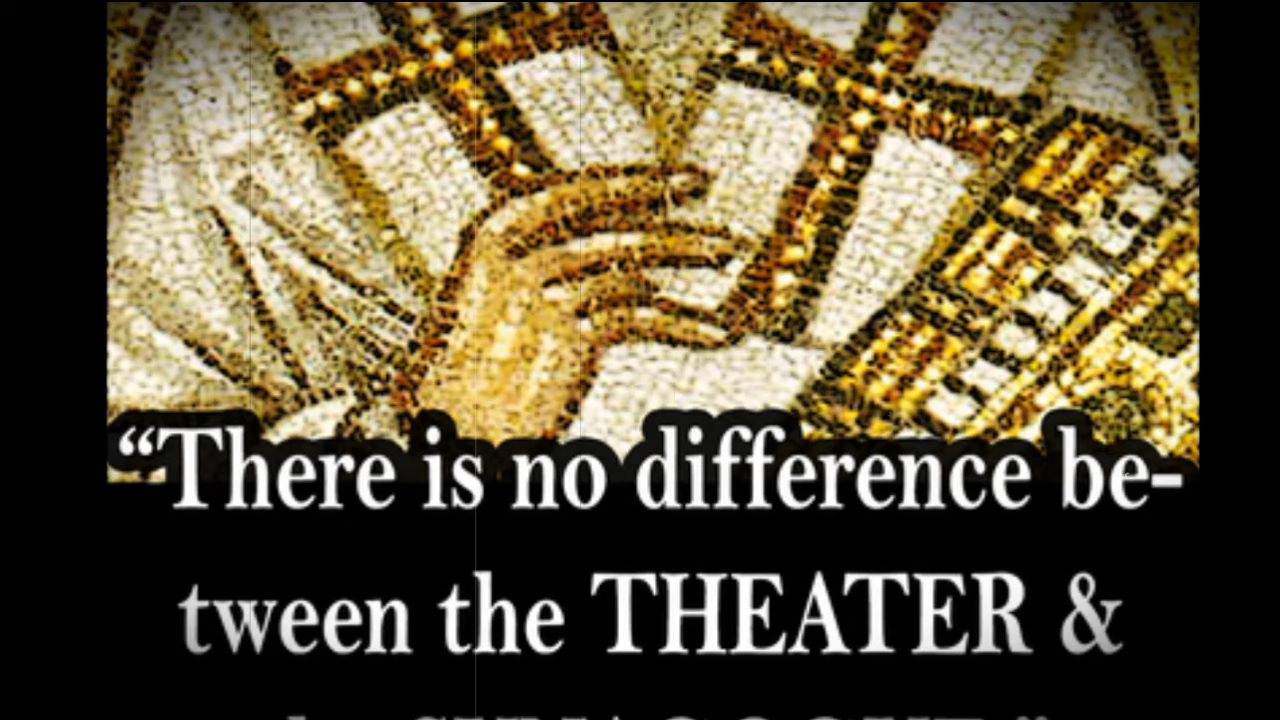 “There is no difference be-
tween the THEATER &